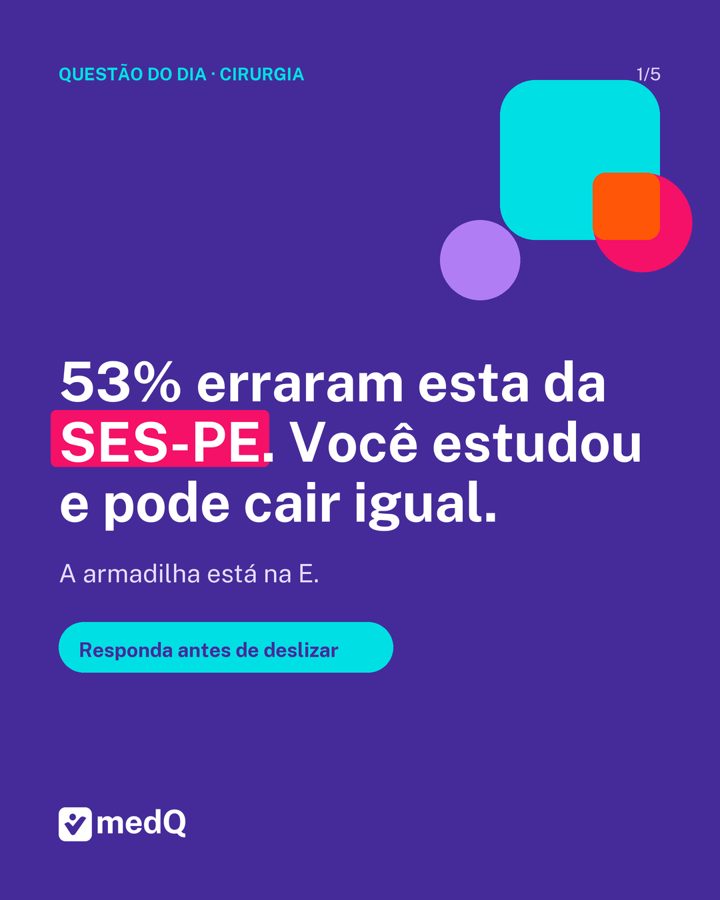 QUESTÃO DO DIA · CIRURGIA
1/5
53% erraram esta da
SES-PE. Você estudou
e pode cair igual.
A armadilha está na E.
Responda antes de deslizar
medQ